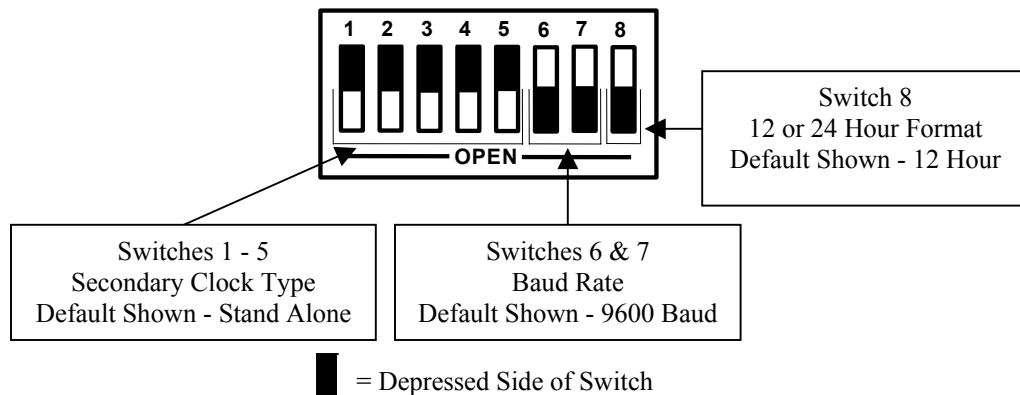 1 2 3 4 5 6 7 8
OPEN
Switch 8
12 or 24 Hour Format
Default Shown - 12 Hour
Switches 1 - 5
Secondary Clock Type
Default Shown - Stand Alone
Switches 6 & 7
Baud Rate
Default Shown - 9600 Baud
= Depressed Side of Switch